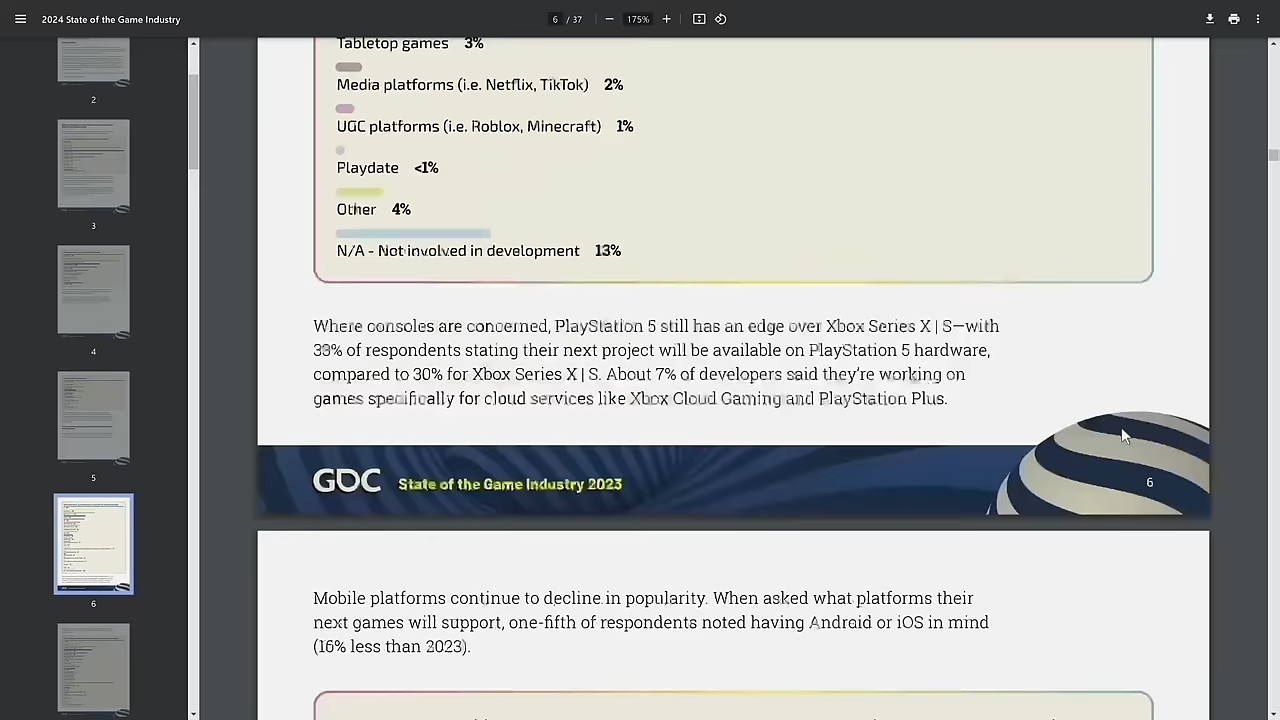 2024 State of the Game Industry
6 / 37
175%
2
3
4
5
6
Tabletop games 3%
Media platforms (i.e. Netflix, TikTok) 2%
UGC platforms (i.e. Roblox, Minecraft) 1%
Playdate <1%
Other 4%
N/A - Not involved in development 13%
Where consoles are concerned, PlayStation 5 still has an edge over Xbox Series X | S—with
38% of respondents stating their next project will be available on PlayStation 5 hardware,
compared to 30% for Xbox Series X | S. About 7% of developers said they're working on
games specifically for cloud services like Xbox Cloud Gaming and PlayStation Plus.
GDC State of the Game Industry 2023
6
Mobile platforms continue to decline in popularity. When asked what platforms their
next games will support, one-fifth of respondents noted having Android or iOS in mind
(16% less than 2023).